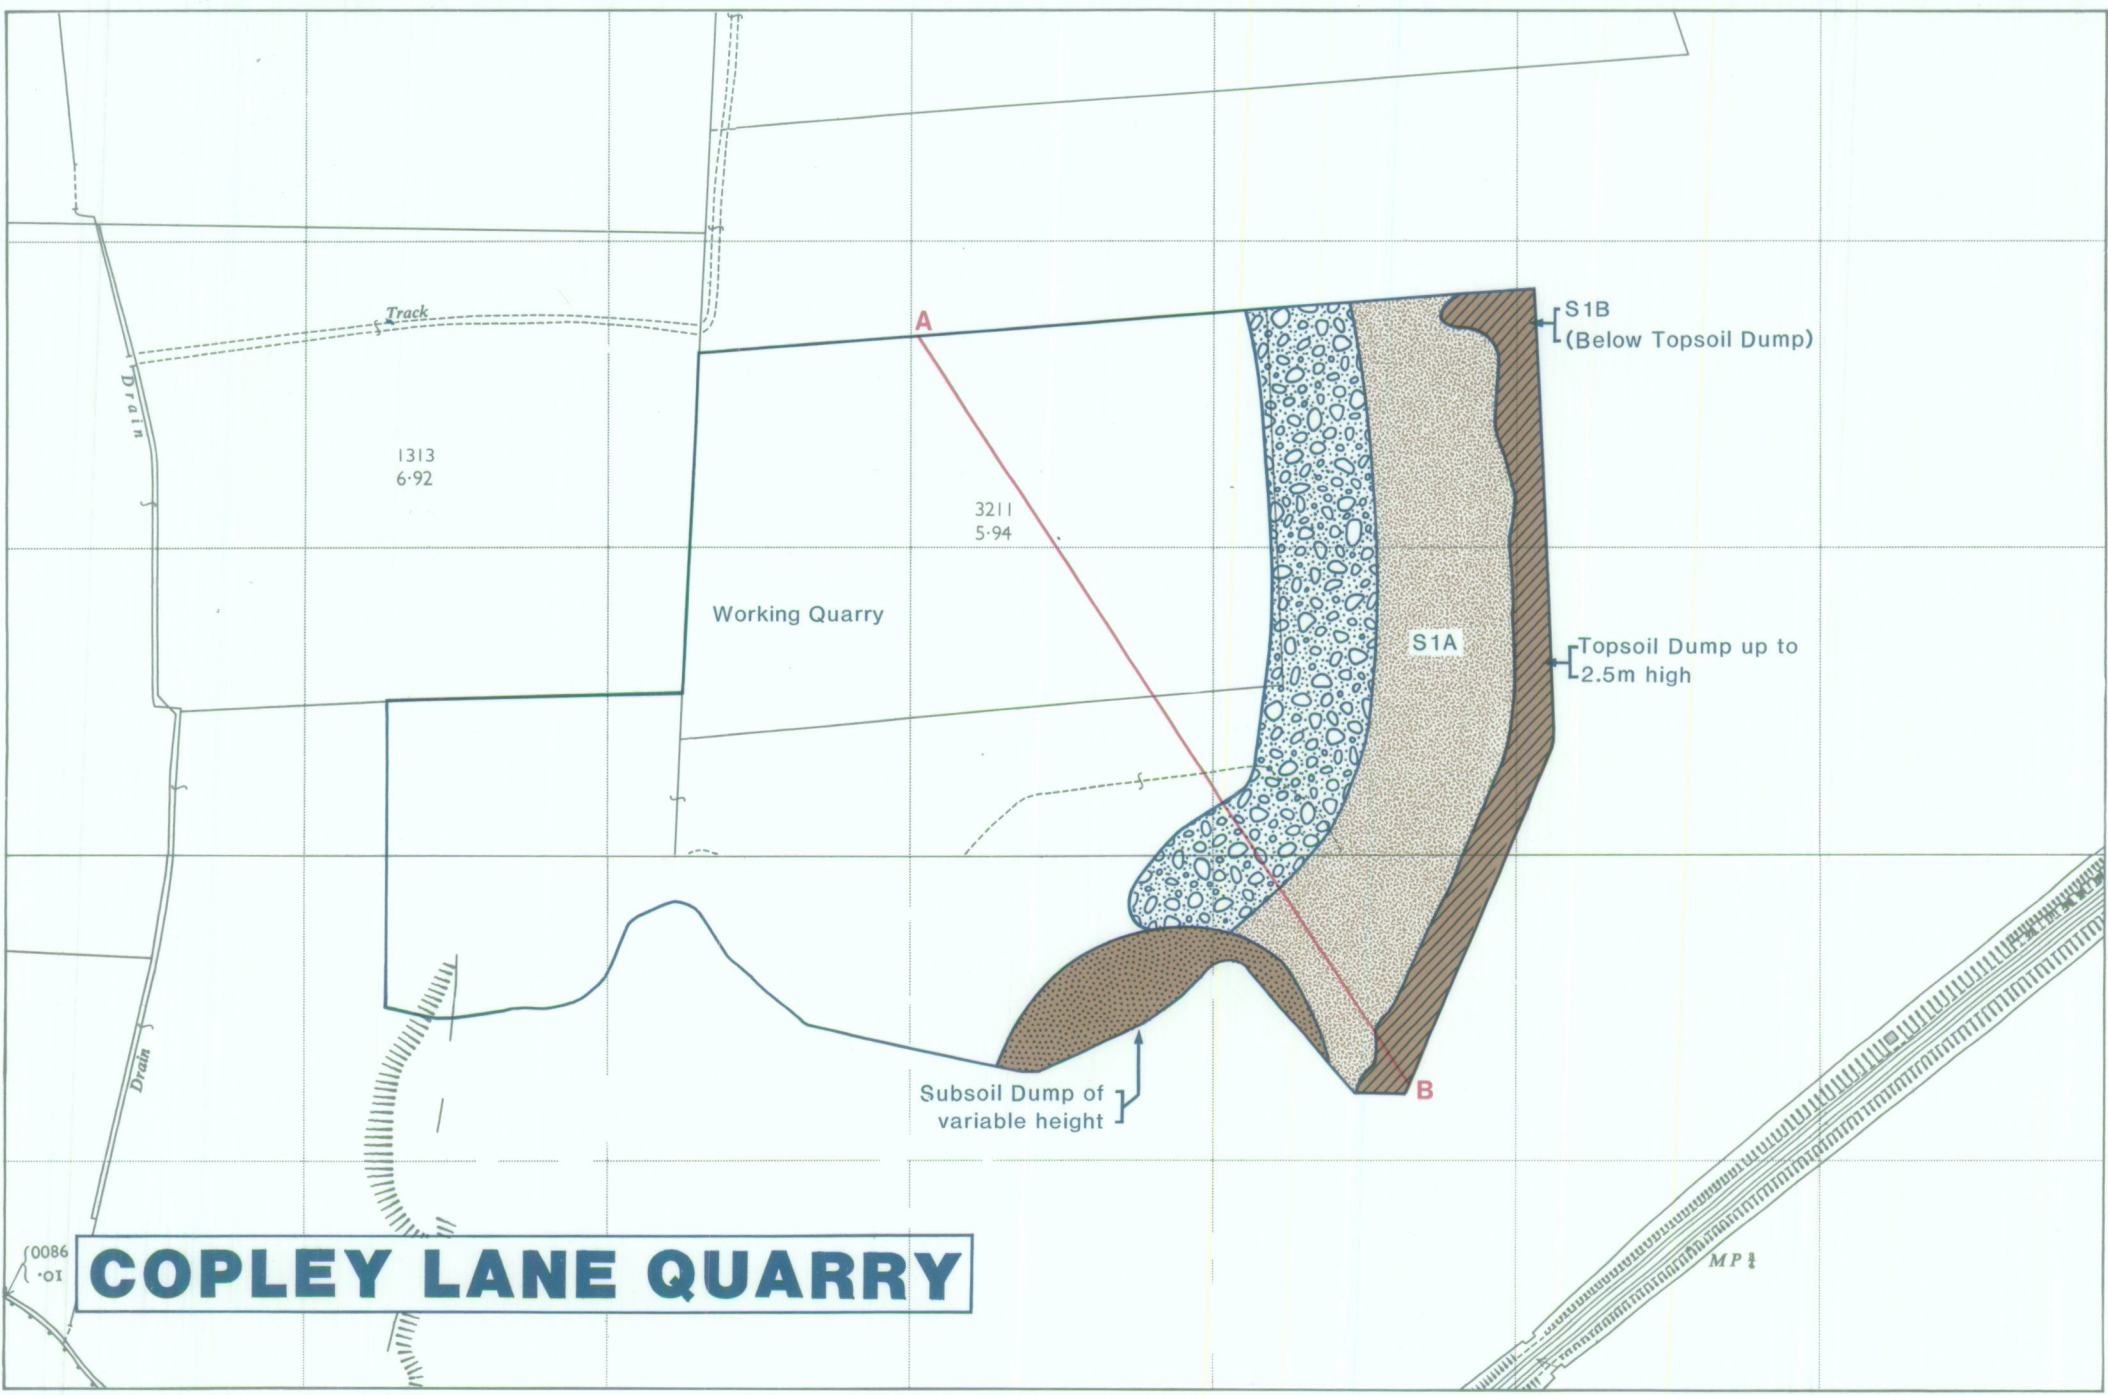 A
Track
S1B
(Below Topsoil Dump)
Drain
1313
6·92
3211
5·94
Working Quarry
S1A
Topsoil Dump up to
2.5m high
Drain
Subsoil Dump of
variable height
B
0086
·01
COPLEY LANE QUARRY
MP